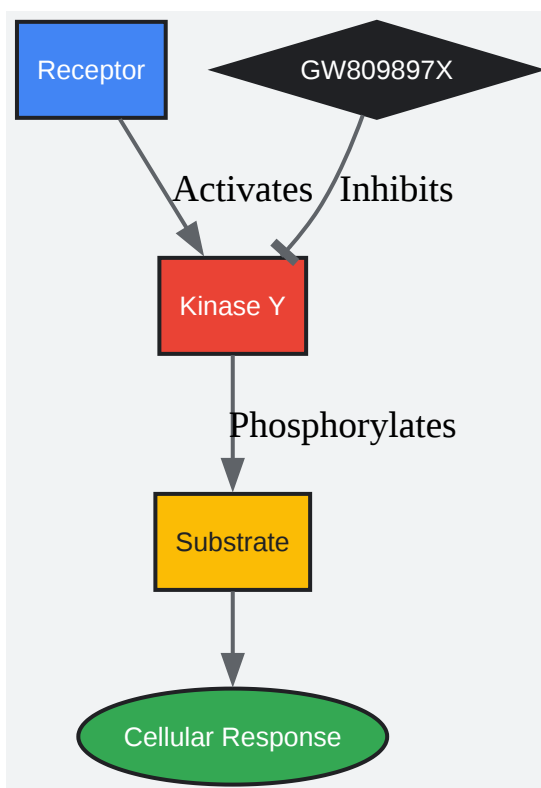 Receptor
GW809897X
Activates
Inhibits
Kinase Y
Phosphorylates
Substrate
Cellular Response